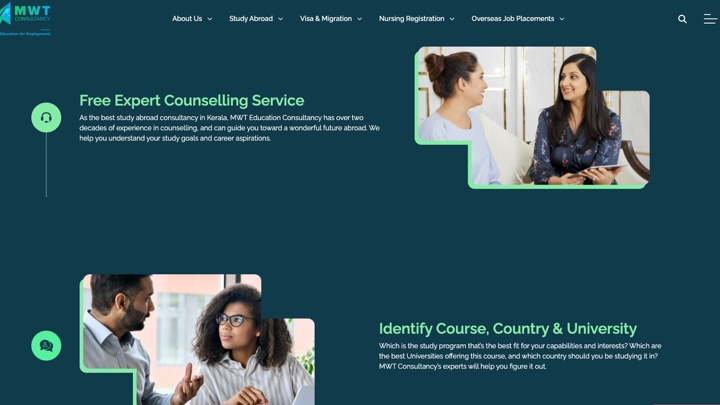 MWT
CONSULTANCY
Education for Employment
About Us
Study Abroad
Visa & Migration
Nursing Registration
Overseas Job Placements
Free Expert Counselling Service
As the best study abroad consultancy in Kerala, MWT Education Consultancy has over two
decades of experience in counselling, and can guide you toward a wonderful future abroad. We
help you understand your study goals and career aspirations.
Identify Course, Country & University
Which is the study program that's the best fit for your capabilities and interests? Which are
the best Universities offering this course, and which country should you be studying it in?
MWT Consultancy's experts will help you figure it out.